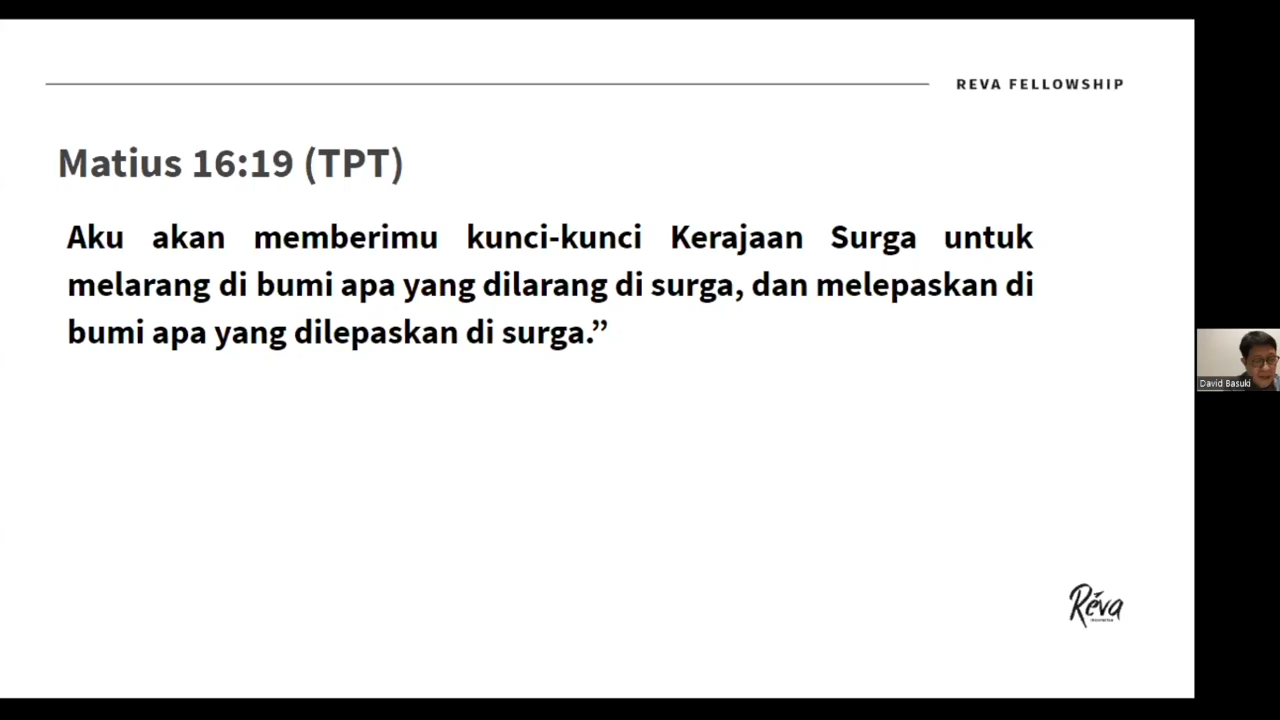 REVA FELLOWSHIP
Matius 16:19 (TPT)
Aku akan memberimu kunci-kunci Kerajaan Surga untuk
melarang di bumi apa yang dilarang di surga, dan melepaskan di
bumi apa yang dilepaskan di surga.”
David Basuki
Réva